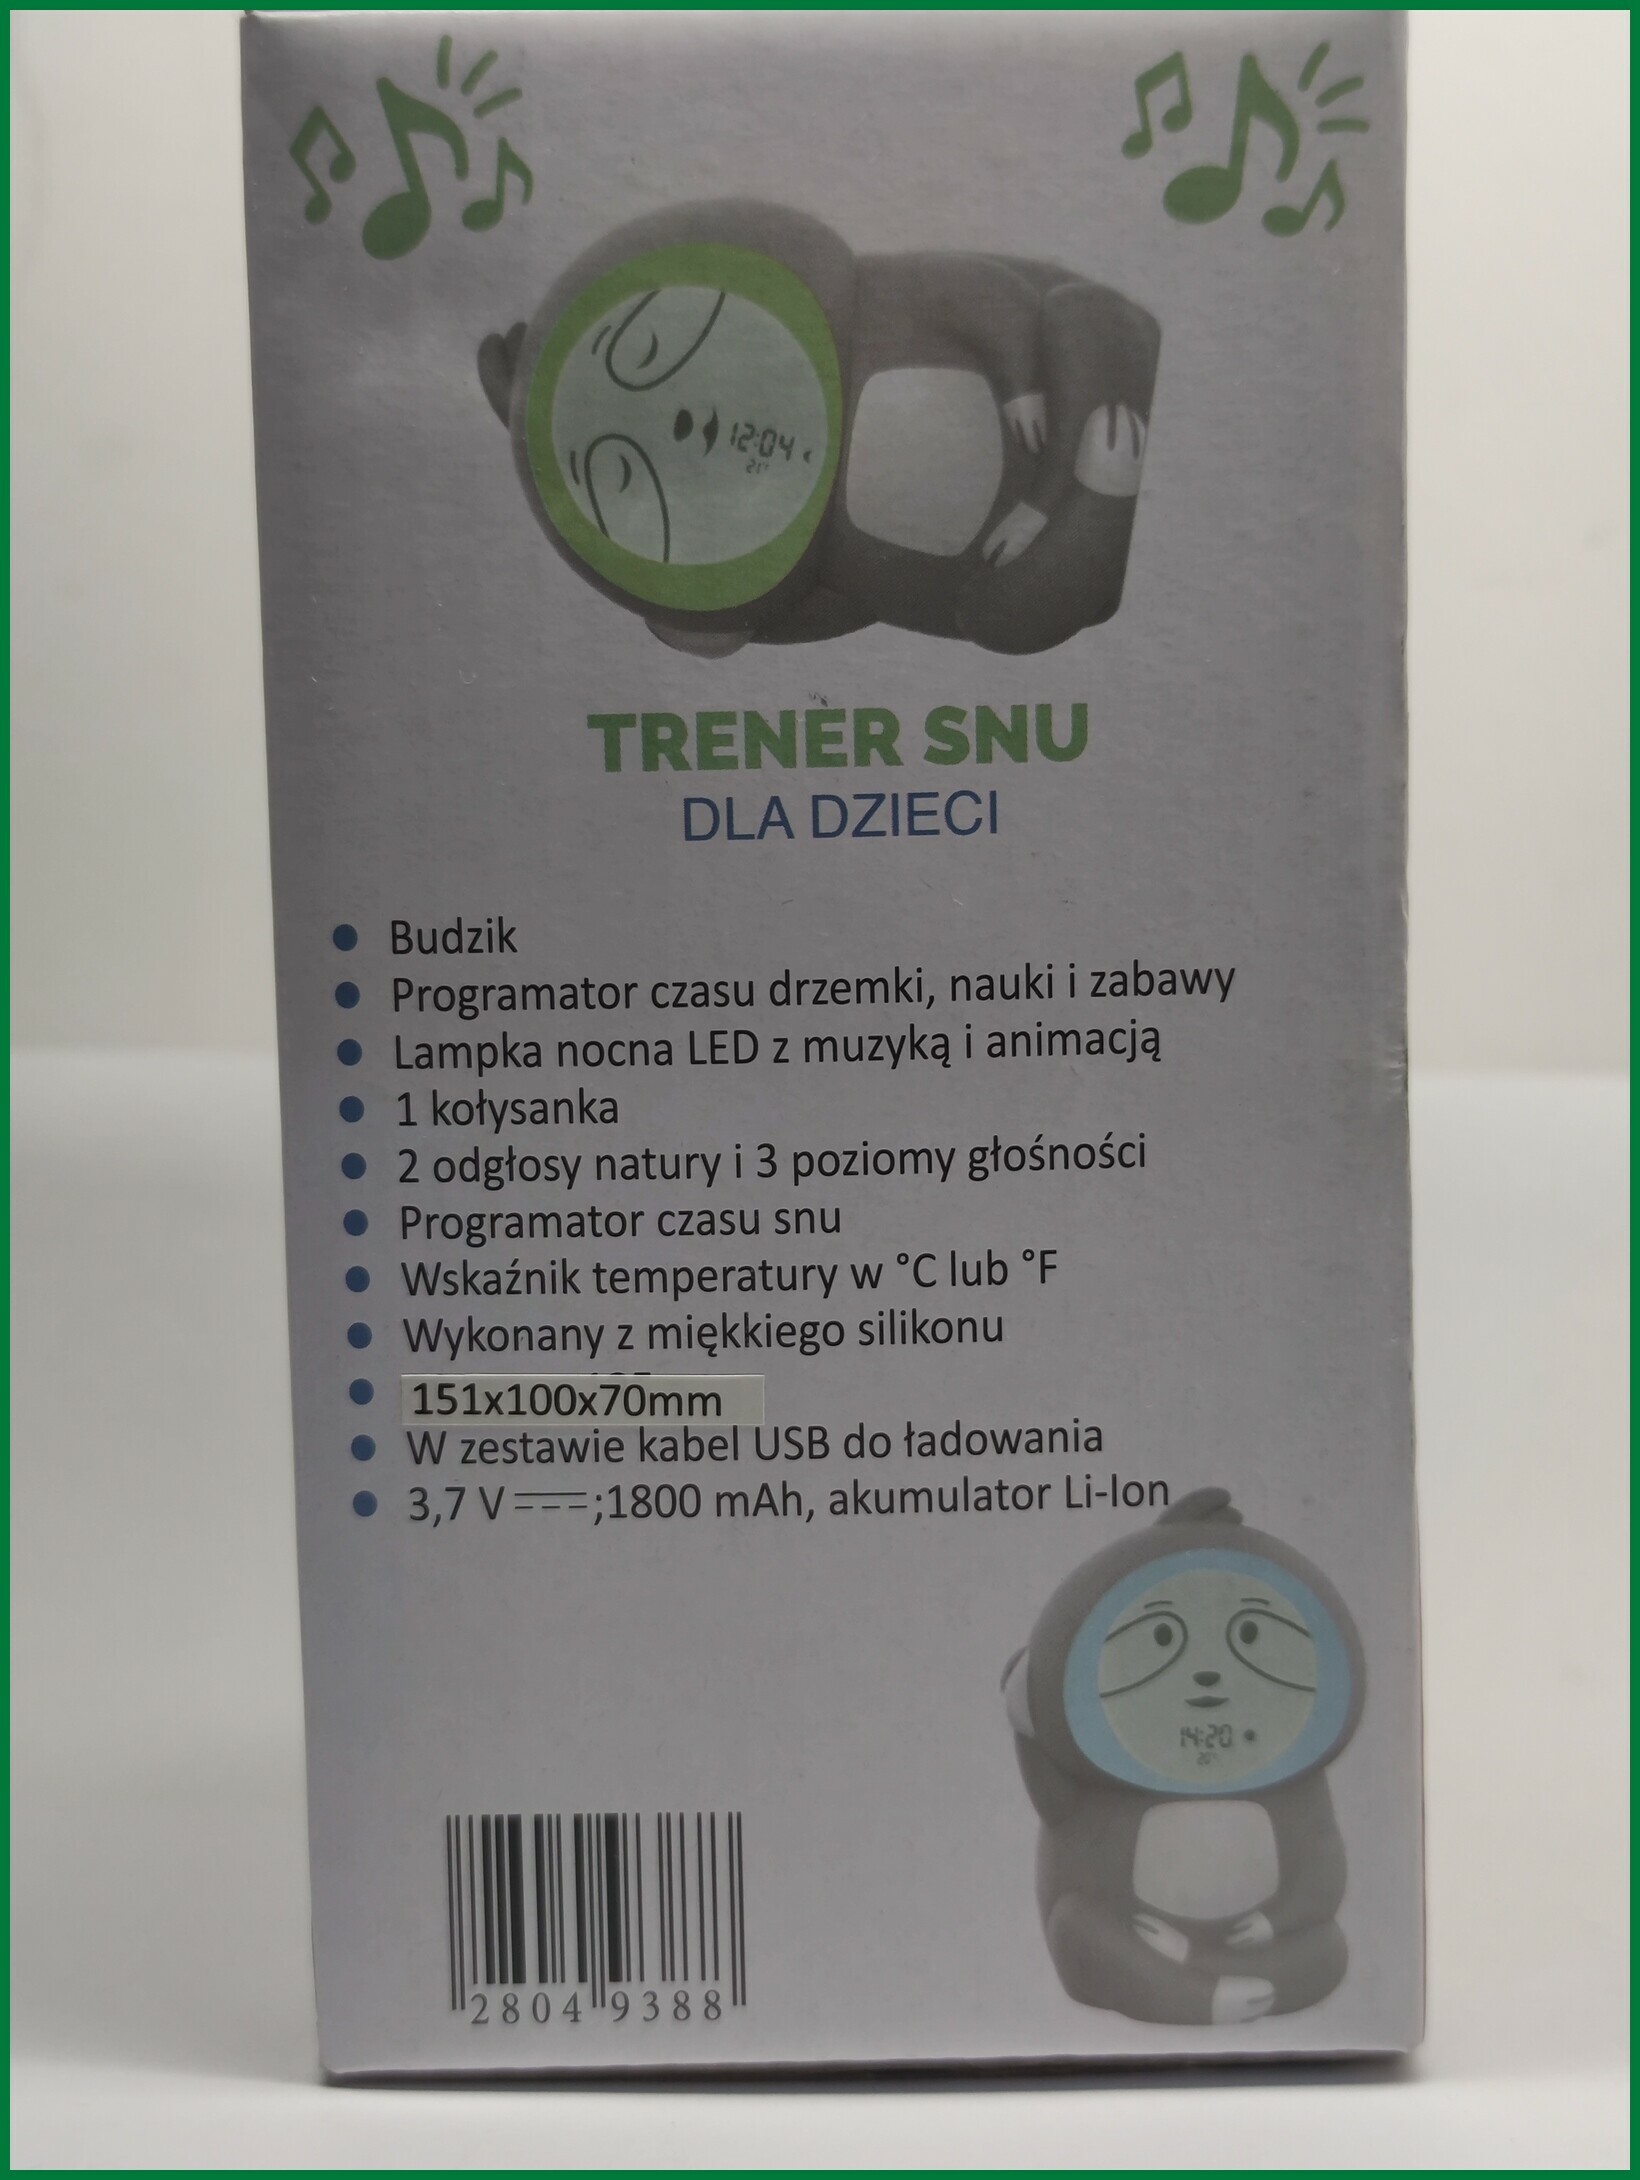 12:04
21°
TRENER SNU
DLA DZIECI
Budzik
Programator czasu drzemki, nauki i zabawy
Lampka nocna LED z muzyką i animacją
1 kołysanka
2 odgłosy natury i 3 poziomy głośności
Programator czasu snu
Wskaźnik temperatury w °C lub °F
Wykonany z miękkiego silikonu
151x100x70mm
W zestawie kabel USB do ładowania
3,7 V ⎓;1800 mAh, akumulator Li-Ion
14:20
20°
2804 9388